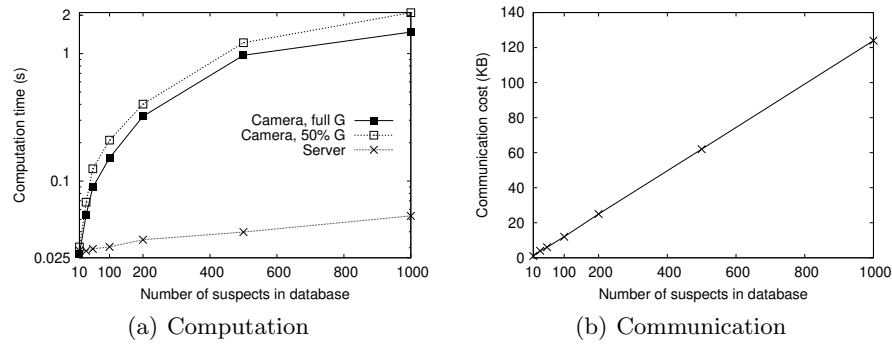 2
1
0.1
0.025
Computation time (s)
Camera, full G
Camera, 50% G
Server
10 100 200 400 600 800 1000
Number of suspects in database
(a) Computation
140
120
100
80
60
40
20
0
Communication cost (KB)
10 100 200 400 600 800 1000
Number of suspects in database
(b) Communication